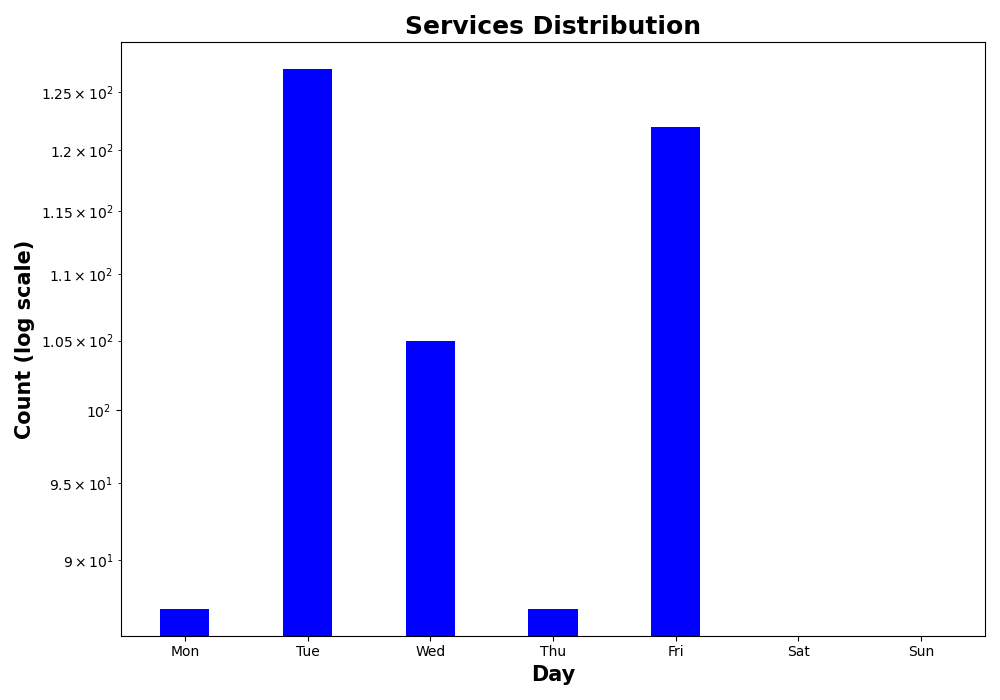 Services Distribution
Count (log scale)
1.25 × 10²
1.2 × 10²
1.15 × 10²
1.1 × 10²
1.05 × 10²
10²
9.5 × 10¹
9 × 10¹
Mon Tue Wed Thu Fri Sat Sun
Day